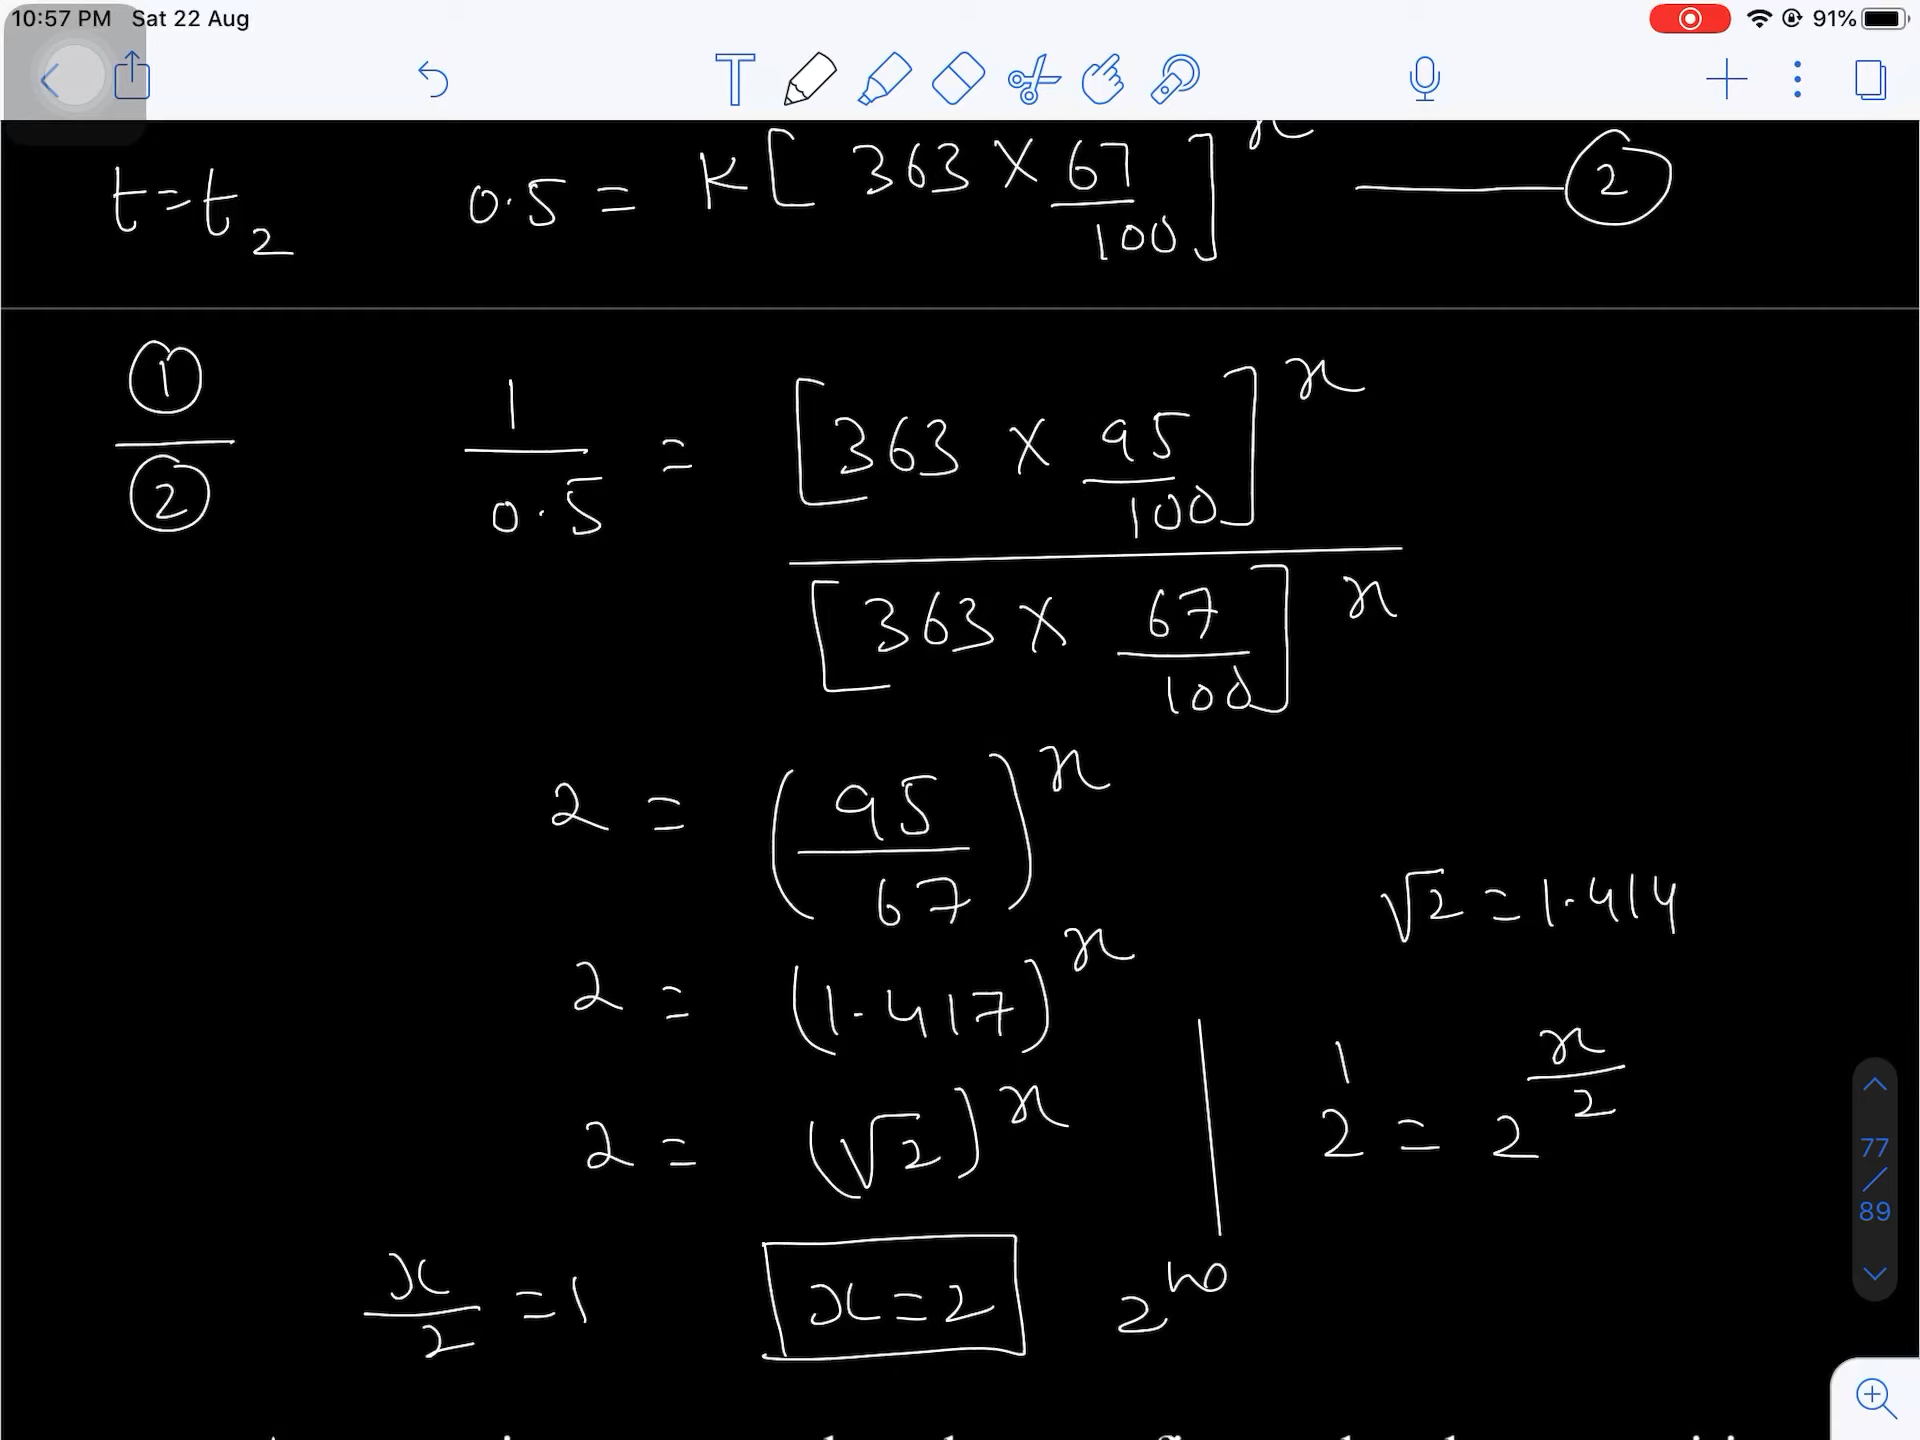 10:57 PM Sat 22 Aug 91%
T
t=t₂ 0.5 = K[363 × 67/100]^x —— ②
①/② 1/0.5 = [363 × 95/100]^x / [363 × 67/100]^x
2 = (95/67)^x
√2 = 1.414
2 = (1.417)^x
2 = (√2)^x
2^1 = 2^(x/2)
x/2 = 1 x=2 2^no
77/89